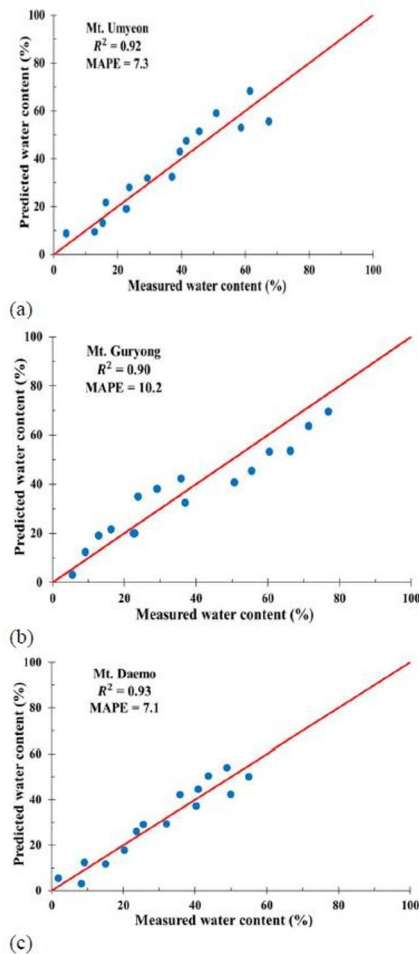 Mt. Umyeon
R² = 0.92
MAPE = 7.3
Predicted water content (%)
100
80
60
40
20
0
0 20 40 60 80 100
Measured water content (%)
(a)
Mt. Guryong
R² = 0.90
MAPE = 10.2
Predicted water content (%)
100
80
60
40
20
0
0 20 40 60 80 100
Measured water content (%)
(b)
Mt. Daemo
R² = 0.93
MAPE = 7.1
Predicted water content (%)
100
80
60
40
20
0
0 20 40 60 80 100
Measured water content (%)
(c)